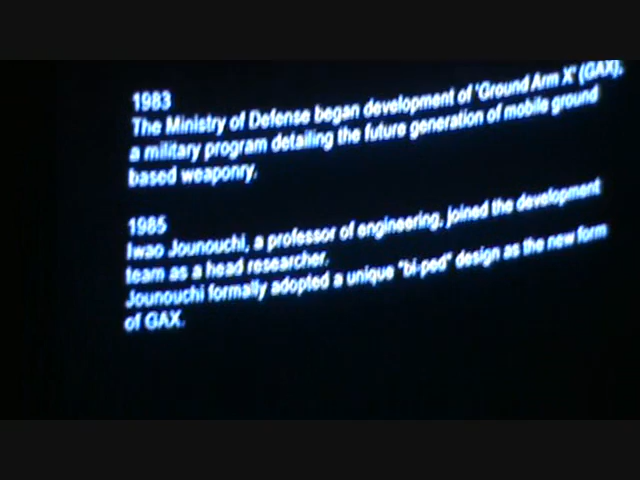 1983
The Ministry of Defense began development of 'Ground Arm X' (GAX),
a military program detailing the future generation of mobile ground
based weaponry.
1985
Iwao Jounouchi, a professor of engineering, joined the development
team as a head researcher.
Jounouchi formally adopted a unique "bi-ped" design as the new form
of GAX.